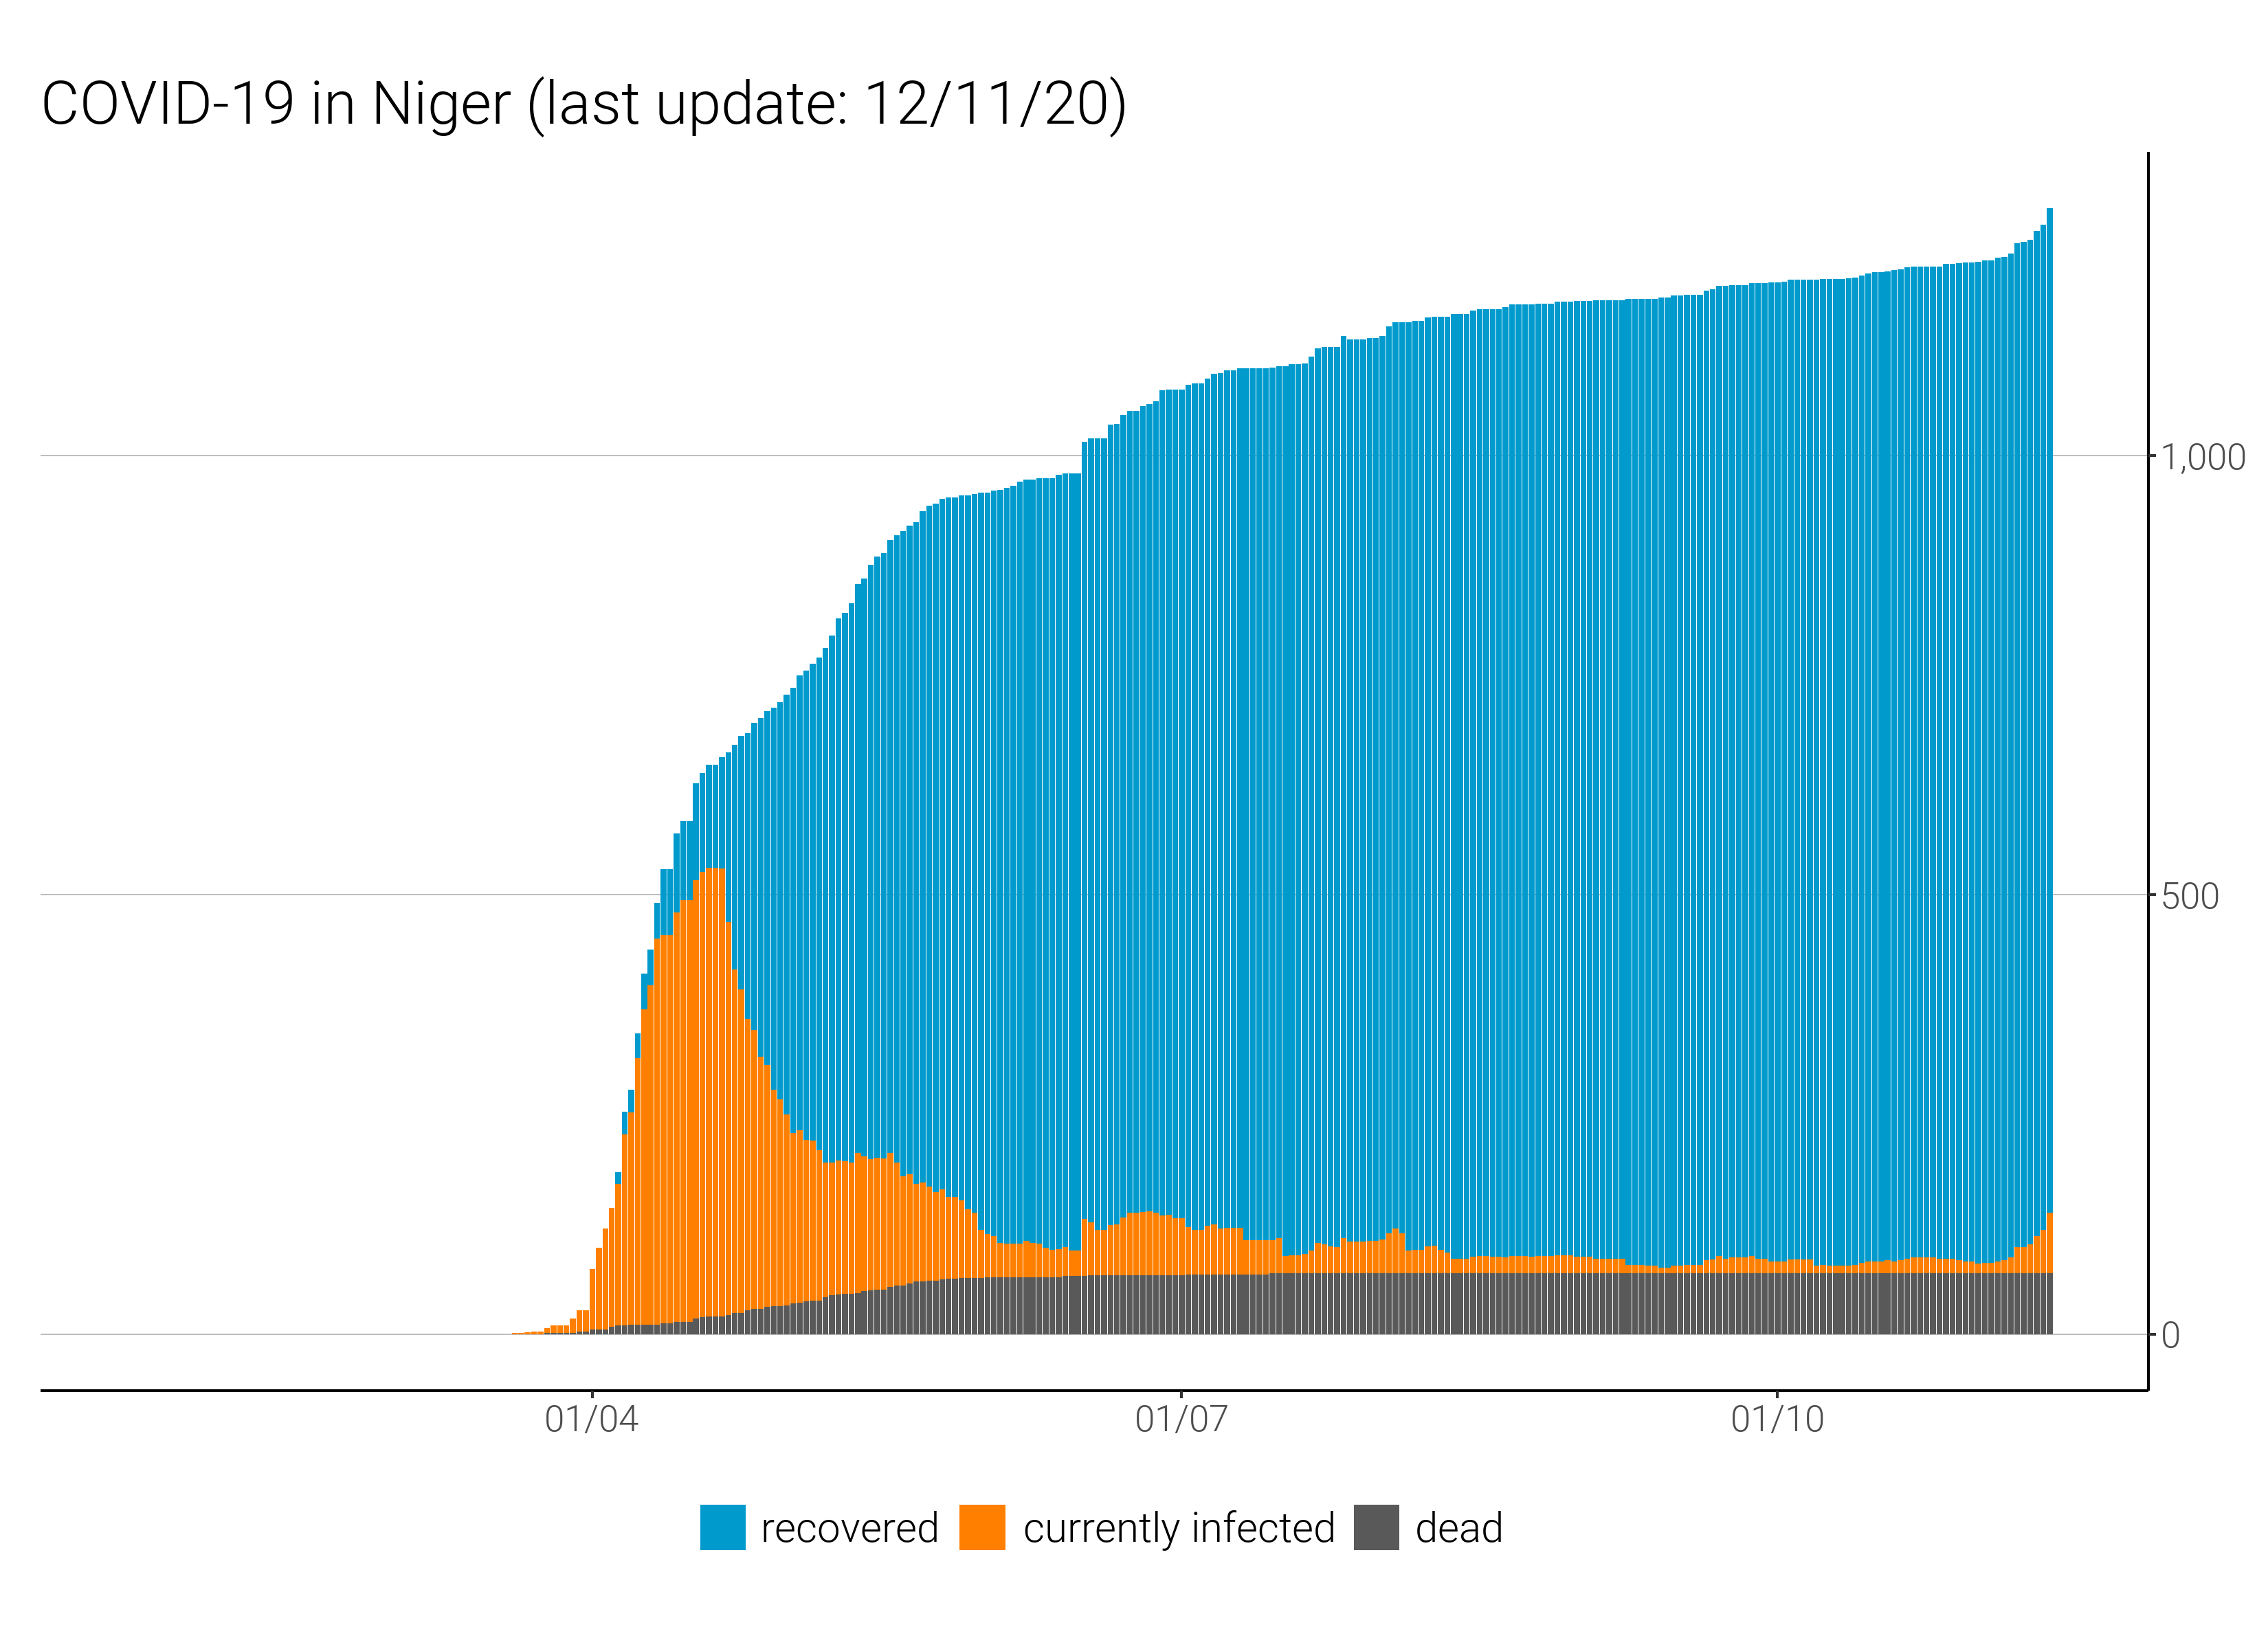 COVID-19 in Niger (last update: 12/11/20)
1,000
500
0
01/04 01/07 01/10
recovered currently infected dead